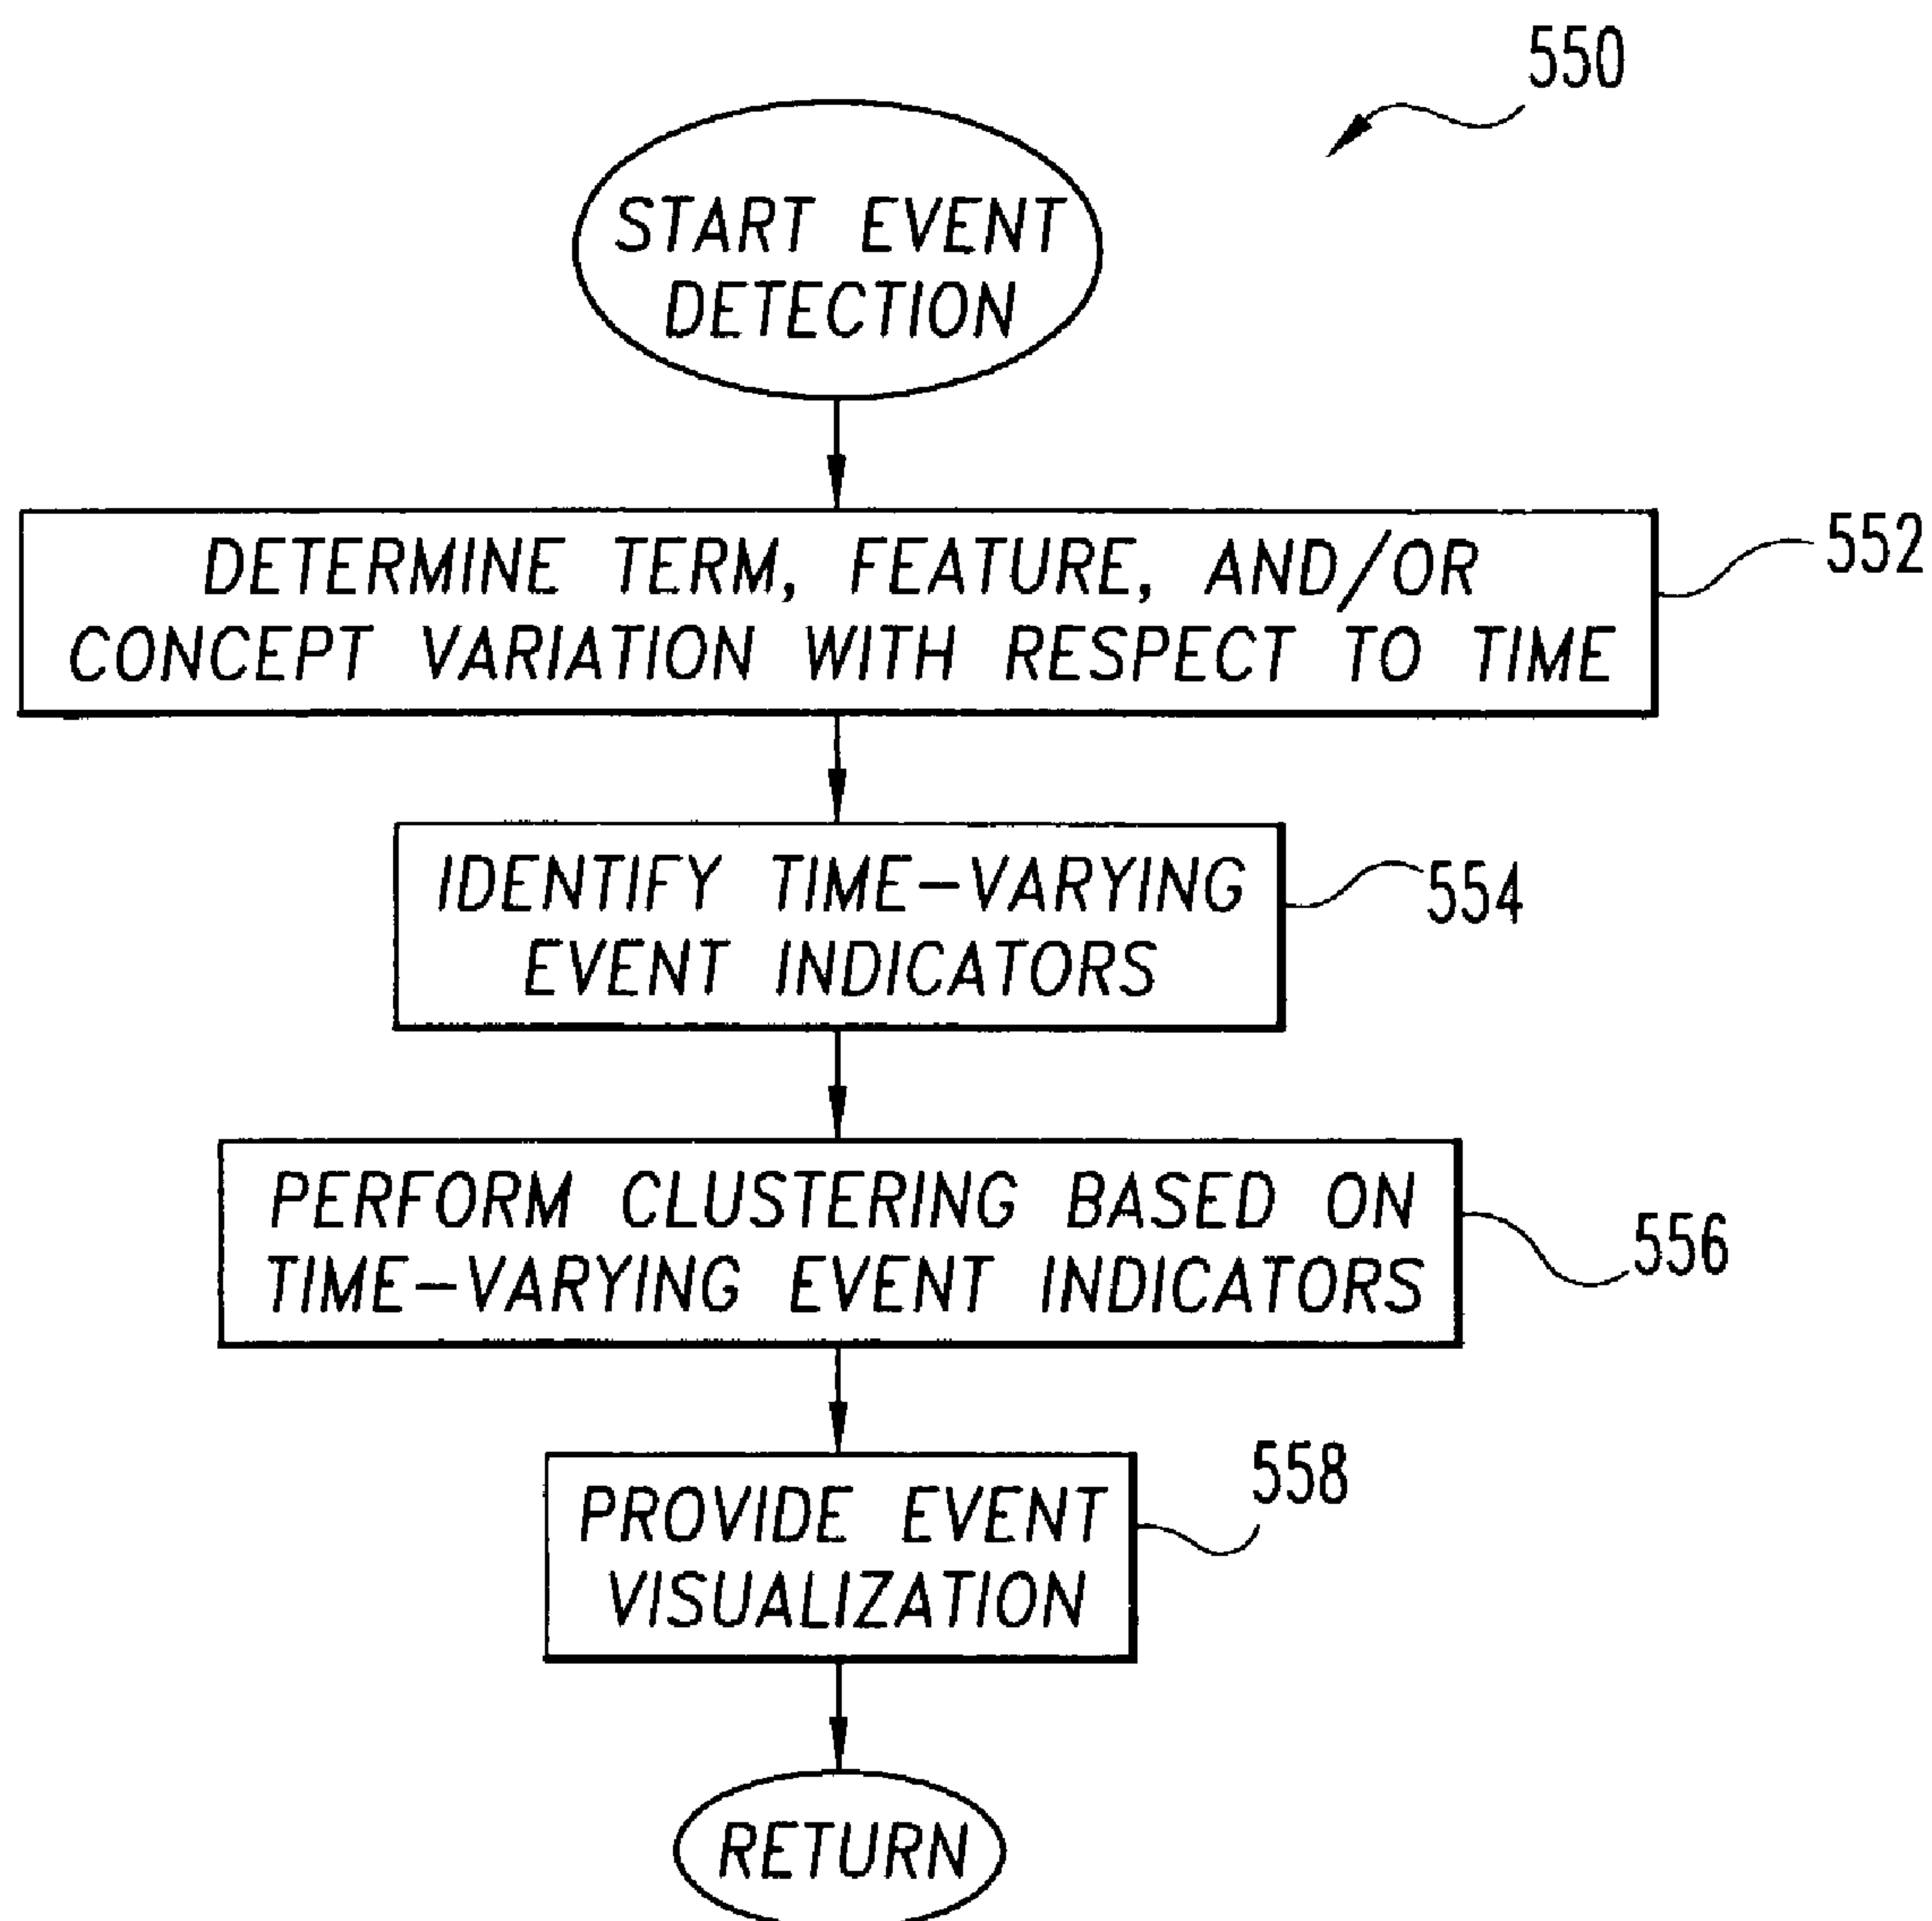 550
START EVENT
DETECTION
DETERMINE TERM, FEATURE, AND/OR
CONCEPT VARIATION WITH RESPECT TO TIME
552
IDENTIFY TIME-VARYING
EVENT INDICATORS
554
PERFORM CLUSTERING BASED ON
TIME-VARYING EVENT INDICATORS
556
PROVIDE EVENT
VISUALIZATION
558
RETURN